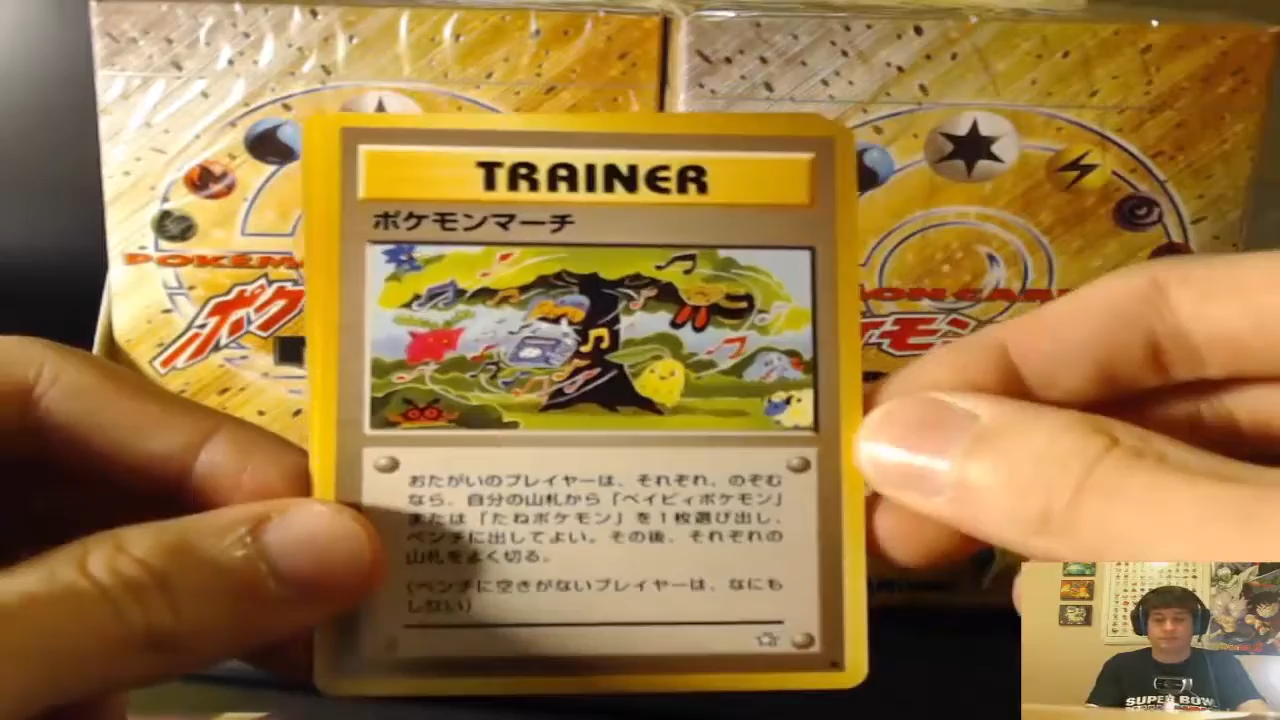 TRAINER
ポケモンマーチ
おたがいのプレイヤーは、それぞれ、のぞむ
なら、自分の山札から「ベイビィポケモン」
または「たねポケモン」を1枚選び出し、
ベンチに出してよい。その後、それぞれの
山札をよく切る。
(ベンチに空きがないプレイヤーは、なにも
しない)
POKÉM
ポケ
ON CAR
モン
SUPER BOWL